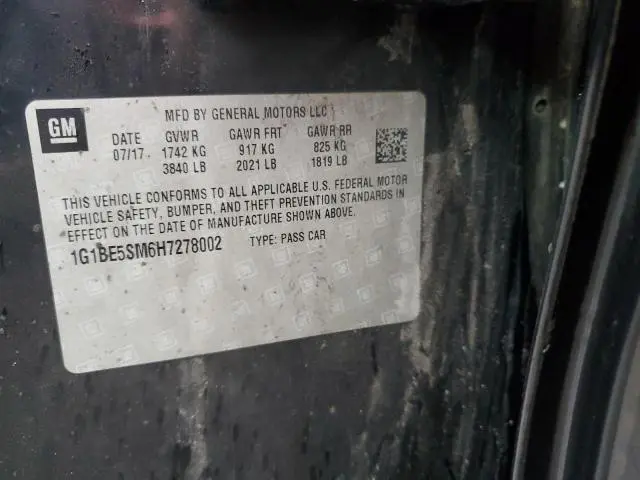 GM
MFD BY GENERAL MOTORS LLC
DATE GVWR GAWR FRT GAWR RR
07/17 1742 KG 917 KG 825 KG
3840 LB 2021 LB 1819 LB
THIS VEHICLE CONFORMS TO ALL APPLICABLE U.S. FEDERAL MOTOR
VEHICLE SAFETY, BUMPER, AND THEFT PREVENTION STANDARDS IN
EFFECT ON THE DATE OF MANUFACTURE SHOWN ABOVE.
1G1BE5SM6H7278002 TYPE: PASS CAR